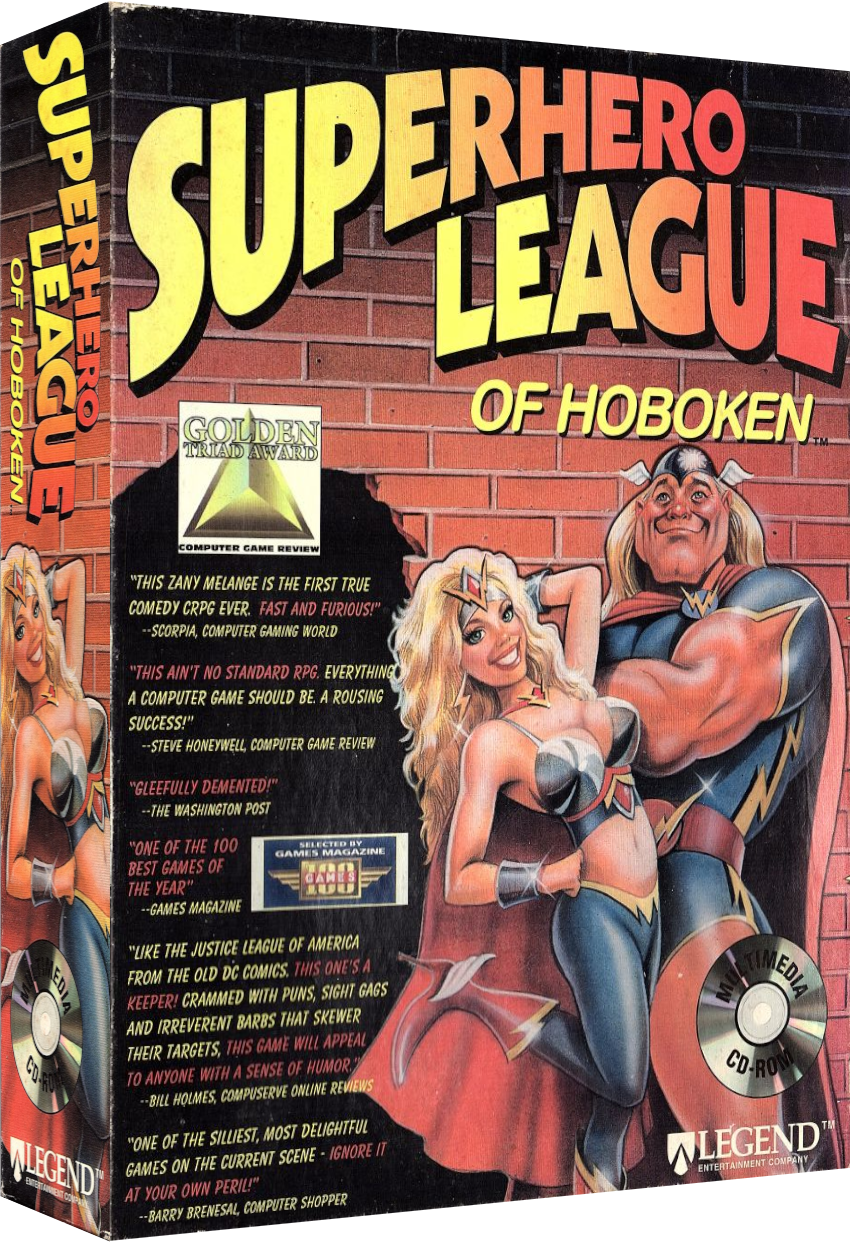 SUPERHERO
LEAGUE
OF HOBOKEN
MULTIMEDIA
CD-ROM
LEGEND™
ENTERTAINMENT COMPANY
SUPERHERO
LEAGUE
OF HOBOKEN™
GOLDEN
TRIAD AWARD
COMPUTER GAME REVIEW
"THIS ZANY MELANGE IS THE FIRST TRUE
COMEDY CRPG EVER. FAST AND FURIOUS!"
--SCORPIA, COMPUTER GAMING WORLD
"THIS AIN'T NO STANDARD RPG. EVERYTHING
A COMPUTER GAME SHOULD BE. A ROUSING
SUCCESS!"
--STEVE HONEYWELL, COMPUTER GAME REVIEW
"GLEEFULLY DEMENTED!"
--THE WASHINGTON POST
"ONE OF THE 100
BEST GAMES OF
THE YEAR"
--GAMES MAGAZINE
SELECTED BY
GAMES MAGAZINE
100
GAMES
"LIKE THE JUSTICE LEAGUE OF AMERICA
FROM THE OLD DC COMICS. THIS ONE'S A
KEEPER! CRAMMED WITH PUNS, SIGHT GAGS
AND IRREVERENT BARBS THAT SKEWER
THEIR TARGETS, THIS GAME WILL APPEAL
TO ANYONE WITH A SENSE OF HUMOR."
--BILL HOLMES, COMPUSERVE ONLINE REVIEWS
"ONE OF THE SILLIEST, MOST DELIGHTFUL
GAMES ON THE CURRENT SCENE - IGNORE IT
AT YOUR OWN PERIL!"
--BARRY BRENESAL, COMPUTER SHOPPER
MULTIMEDIA
CD-ROM
LEGEND™
ENTERTAINMENT COMPANY